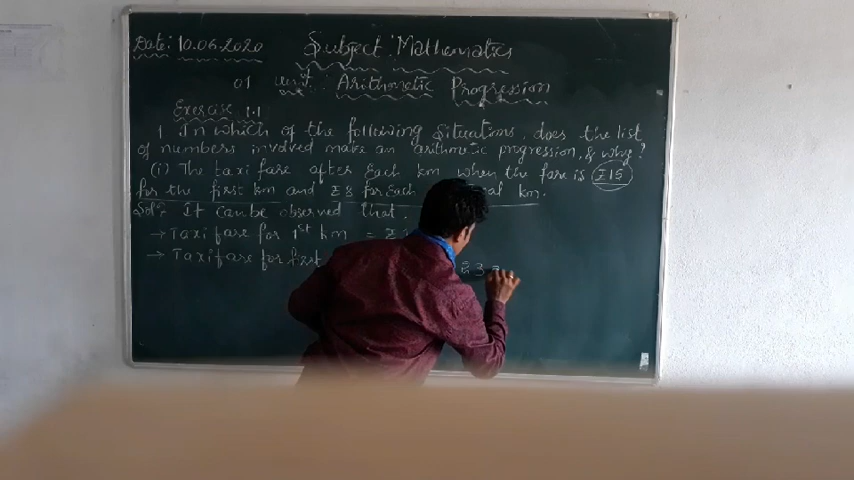 Date: 10.06.2020 Subject: Mathematics
01 Unit: Arithmetic Progression
Exercise 1.1
1. In which of the following situations, does the list
of numbers involved make an arithmetic progression, & why?
(i) The taxi fare after each km when the fare is ₹15
for the first km and ₹8 for each km.
Soln: It can be observed that.
→ Taxi fare for 1st km = ₹
→ Taxi fare for first ₹ 23